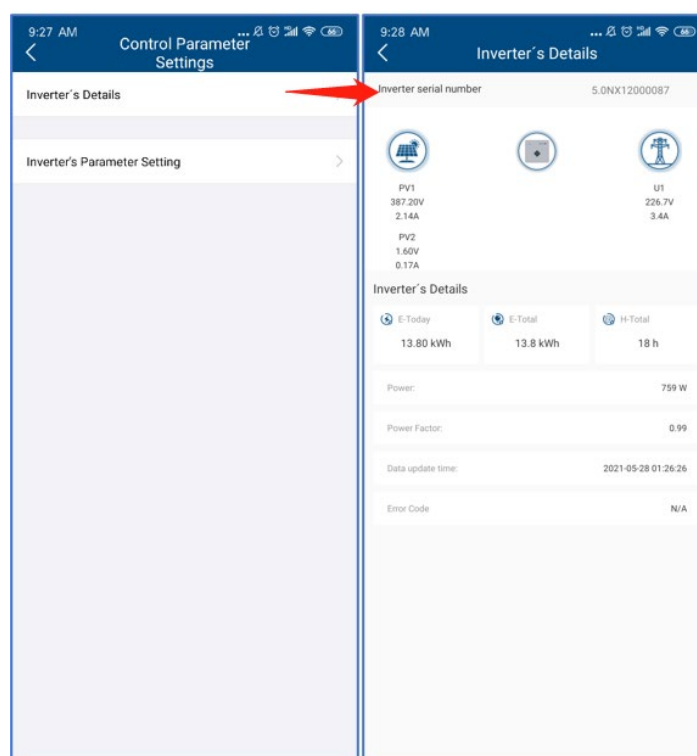 9:27 AM
Control Parameter
Settings
Inverter´s Details
Inverter's Parameter Setting
9:28 AM
Inverter´s Details
Inverter serial number 5.0NX12000087
PV1
387.20V
2.14A
PV2
1.60V
0.17A
U1
226.7V
3.4A
Inverter´s Details
E-Today
13.80 kWh
E-Total
13.8 kWh
H-Total
18 h
Power: 759 W
Power Factor: 0.99
Data update time: 2021-05-28 01:26:26
Error Code N/A